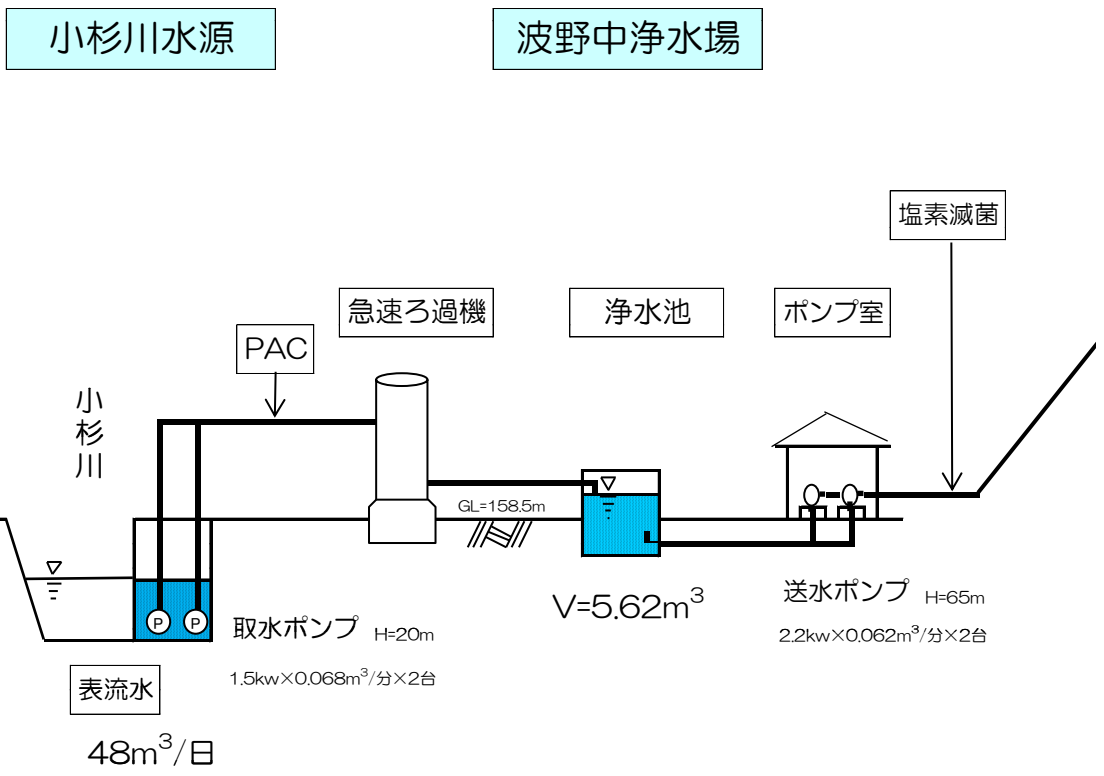 小杉川水源
波野中浄水場
塩素滅菌
急速ろ過機
浄水池
ポンプ室
PAC
小杉川
GL=158.5m
P
P
取水ポンプ H=20m
1.5kw×0.068m³/分×2台
V=5.62m³
送水ポンプ H=65m
2.2kw×0.062m³/分×2台
表流水
48m³/日